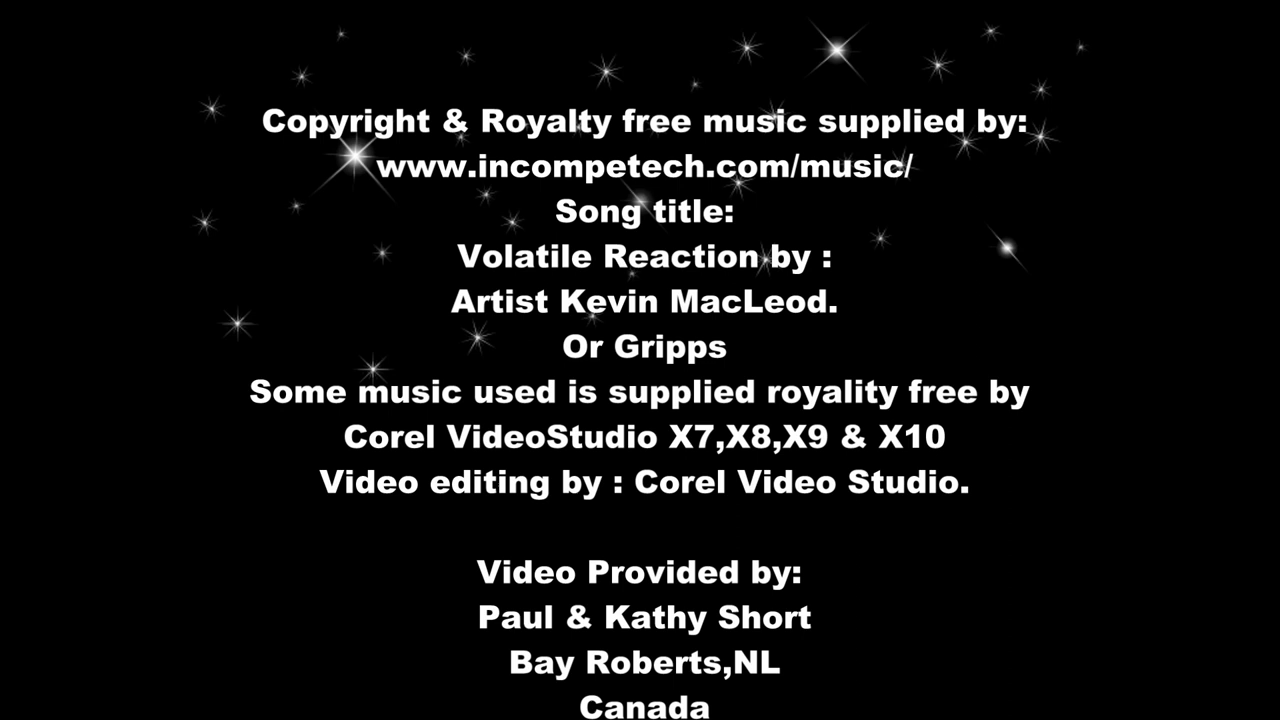 Copyright & Royalty free music supplied by:
www.incompetech.com/music/
Song title:
Volatile Reaction by :
Artist Kevin MacLeod.
Or Gripps
Some music used is supplied royality free by
Corel VideoStudio X7,X8,X9 & X10
Video editing by : Corel Video Studio.
Video Provided by:
Paul & Kathy Short
Bay Roberts,NL
Canada